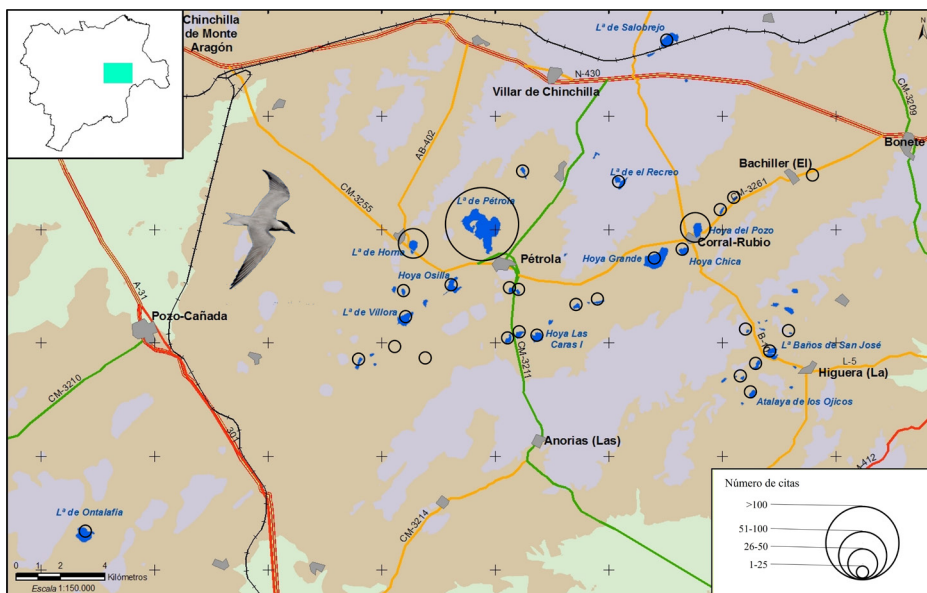 Chinchilla
de Monte
Aragón
Lª de Salobrejo
N
N-430
Villar de Chinchilla
CM-3209
Bonete
AB-402
Bachiller (El)
CM-3261
Lª de el Recreo
CM-3255
Lª de Pétrola
Hoya del Pozo
Corral-Rubio
Lª de Horna
Pétrola
Hoya Grande
Hoya Chica
Hoya Osilla
A-31
Pozo-Cañada
Lª de Villora
Hoya Las
Caras I
Lª Baños de San José
L-5
Higuera (La)
CM-3210
CM-3211
Atalaya de los Ojicos
301
Anorias (Las)
CM-3214
Lª de Ontalafia
0 2 4
Kilómetros
Escala 1:150.000
Número de citas
>100
51-100
26-50
1-25